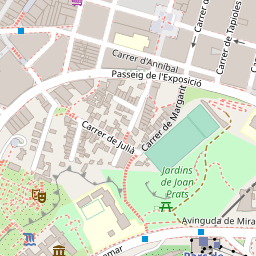 Carrer de Tapioles
Carrer d'Anníbal
Passeig de l'Exposició
Carrer de Margarit
Carrer de Julià
Jardins de
Joan
Prats
Avinguda de Mira